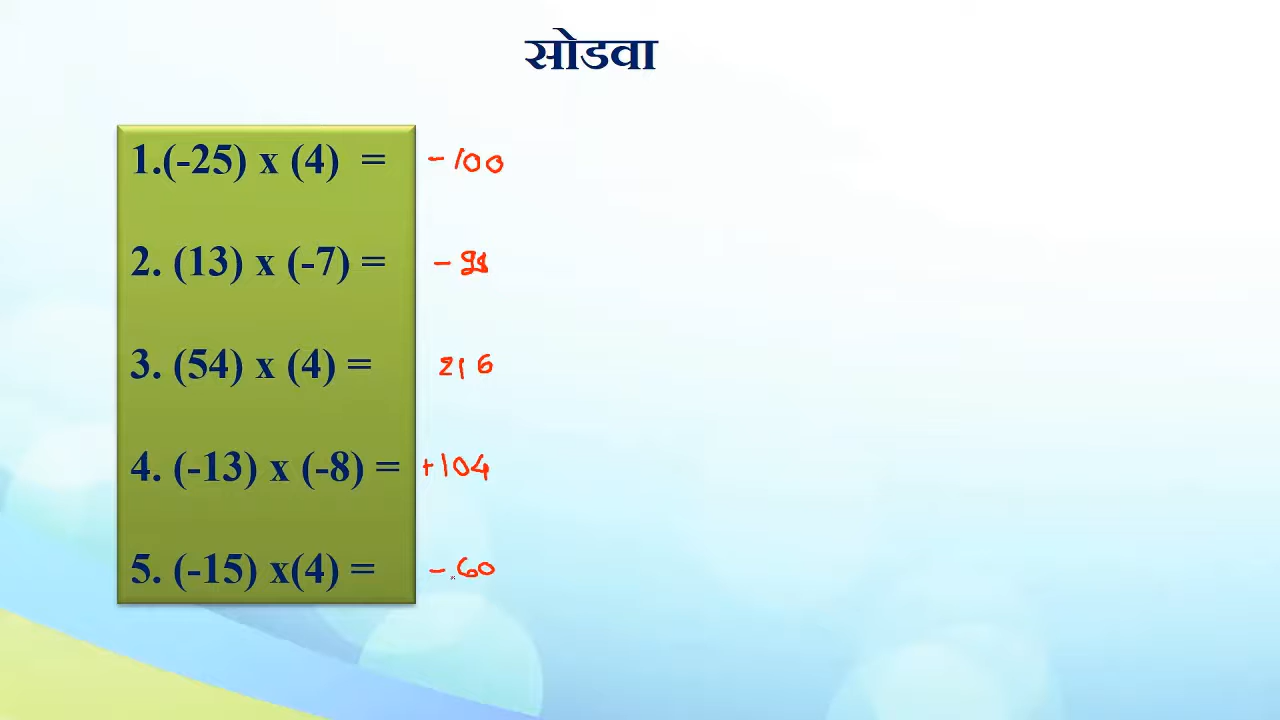 सोडवा
1.(-25) x (4) = -100
2. (13) x (-7) = -91
3. (54) x (4) = 216
4. (-13) x (-8) = +104
5. (-15) x(4) = -60